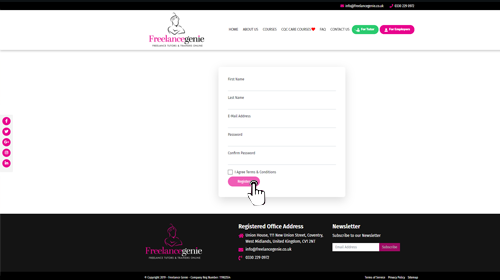 info@freelancegenie.co.uk 0330 229 0972
Freelancegenie
FREELANCE TUTORS & TRAINERS ONLINE
HOME ABOUT US COURSES CQC CARE COURSES FAQ CONTACT US For Tutor For Employers
First Name
Last Name
E-Mail Address
Password
Confirm Password
I Agree Terms & Conditions
Register
Freelancegenie
FREELANCE TUTORS & TRAINERS ONLINE
Registered Office Address
Union House, 111 New Union Street, Coventry,
West Midlands, United Kingdom, CV1 2NT
info@freelancegenie.co.uk
0330 229 0972
Newsletter
Subscribe to our Newsletter
Email Address Subscribe
© Copyright 2019 - Freelance Genie - Company Reg Number
Terms of Service Privacy Policy Sitemap